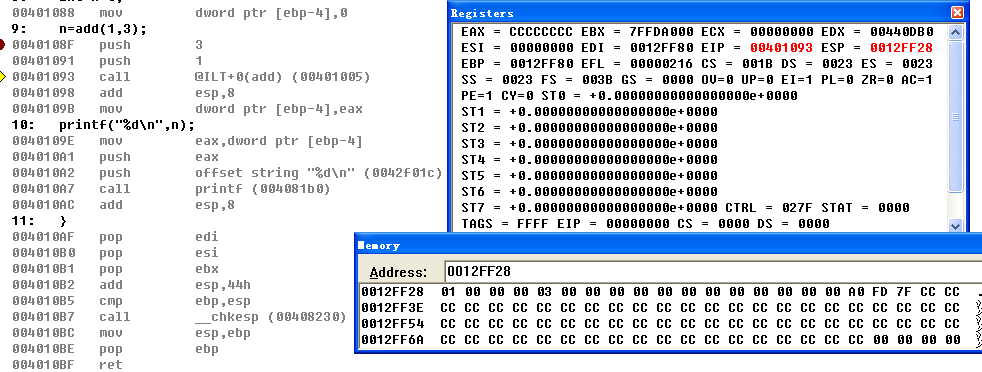 00401088 mov dword ptr [ebp-4],0
9: n=add(1,3);
0040108F push 3
00401091 push 1
00401093 call @ILT+0(add) (00401005)
00401098 add esp,8
0040109B mov dword ptr [ebp-4],eax
10: printf("%d\n",n);
0040109E mov eax,dword ptr [ebp-4]
004010A1 push eax
004010A2 push offset string "%d\n" (0042f01c)
004010A7 call printf (004081b0)
004010AC add esp,8
11: }
004010AF pop edi
004010B0 pop esi
004010B1 pop ebx
004010B2 add esp,44h
004010B5 cmp ebp,esp
004010B7 call __chkesp (00408230)
004010BC mov esp,ebp
004010BE pop ebp
004010BF ret
Registers
EAX = CCCCCCCC EBX = 7FFDA000 ECX = 00000000 EDX = 00440DB0
ESI = 00000000 EDI = 0012FF80 EIP = 00401093 ESP = 0012FF28
EBP = 0012FF80 EFL = 00000216 CS = 001B DS = 0023 ES = 0023
SS = 0023 FS = 003B GS = 0000 OV=0 UP=0 EI=1 PL=0 ZR=0 AC=1
PE=1 CY=0 ST0 = +0.00000000000000000e+0000
ST1 = +0.00000000000000000e+0000
ST2 = +0.00000000000000000e+0000
ST3 = +0.00000000000000000e+0000
ST4 = +0.00000000000000000e+0000
ST5 = +0.00000000000000000e+0000
ST6 = +0.00000000000000000e+0000
ST7 = +0.00000000000000000e+0000 CTRL = 027F STAT = 0000
TAGS = FFFF EIP = 00000000 CS = 0000 DS = 0000
Memory
Address: 0012FF28
0012FF28 01 00 00 00 03 00 00 00 00 00 00 00 00 00 00 00 00 A0 FD 7F CC CC
0012FF3E CC CC CC CC CC CC CC CC CC CC CC CC CC CC CC CC CC CC CC CC CC CC
0012FF54 CC CC CC CC CC CC CC CC CC CC CC CC CC CC CC CC CC CC CC CC CC CC
0012FF6A CC CC CC CC CC CC CC CC CC CC CC CC CC CC CC CC CC CC 00 00 00 00